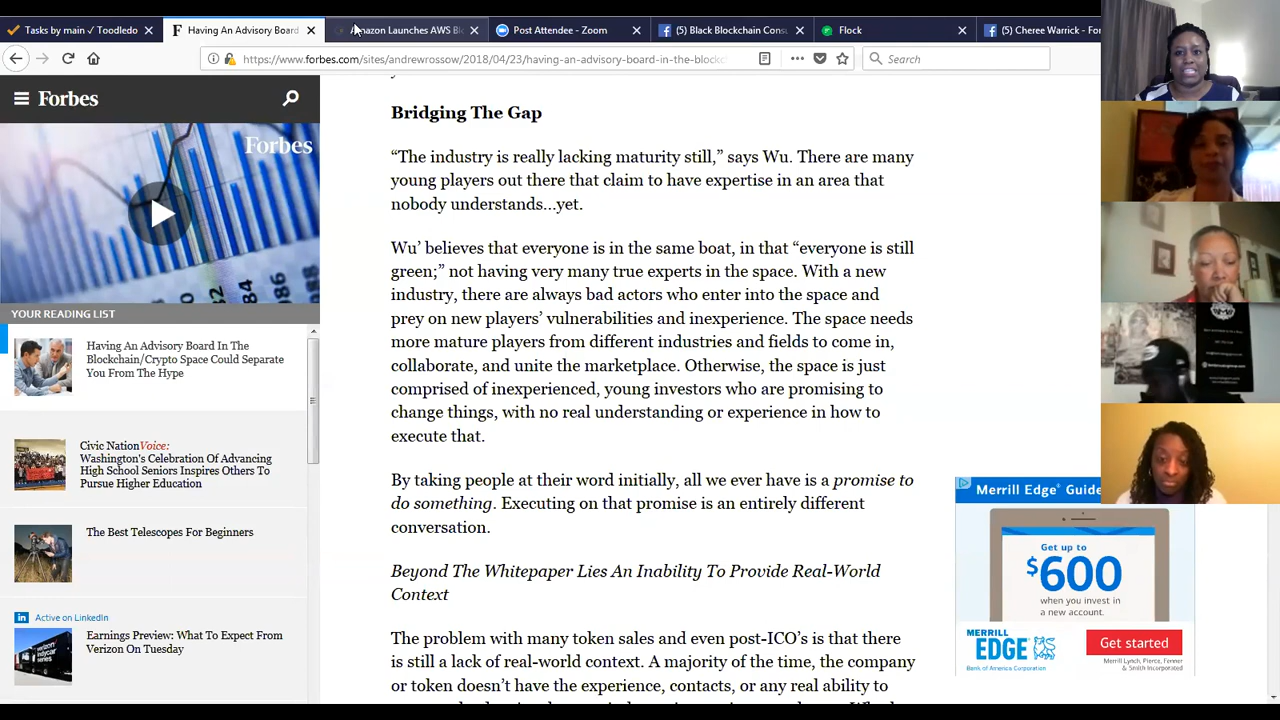 Tasks by main ✓ Toodledo
Having An Advisory Board
Amazon Launches AWS Bl
Post Attendee - Zoom
(5) Black Blockchain Consu
Flock
(5) Cheree Warrick - For
https://www.forbes.com/sites/andrewrossow/2018/04/23/having-an-advisory-board-in-the-block
Search
Forbes
Forbes
YOUR READING LIST
Having An Advisory Board In The
Blockchain/Crypto Space Could Separate
You From The Hype
Civic NationVoice:
Washington's Celebration Of Advancing
High School Seniors Inspires Others To
Pursue Higher Education
The Best Telescopes For Beginners
Active on LinkedIn
Earnings Preview: What To Expect From
Verizon On Tuesday
Bridging The Gap
“The industry is really lacking maturity still,” says Wu. There are many
young players out there that claim to have expertise in an area that
nobody understands...yet.
Wu’ believes that everyone is in the same boat, in that “everyone is still
green;” not having very many true experts in the space. With a new
industry, there are always bad actors who enter into the space and
prey on new players’ vulnerabilities and inexperience. The space needs
more mature players from different industries and fields to come in,
collaborate, and unite the marketplace. Otherwise, the space is just
comprised of inexperienced, young investors who are promising to
change things, with no real understanding or experience in how to
execute that.
By taking people at their word initially, all we ever have is a promise to
do something. Executing on that promise is an entirely different
conversation.
Beyond The Whitepaper Lies An Inability To Provide Real-World
Context
The problem with many token sales and even post-ICO’s is that there
is still a lack of real-world context. A majority of the time, the company
or token doesn’t have the experience, contacts, or any real ability to
Merrill Edge® Guide
Get up to
$600
when you invest
in a new account.
MERRILL
EDGE
Bank of America Corporation
Get started
Merrill Lynch, Pierce, Fenner
& Smith Incorporated